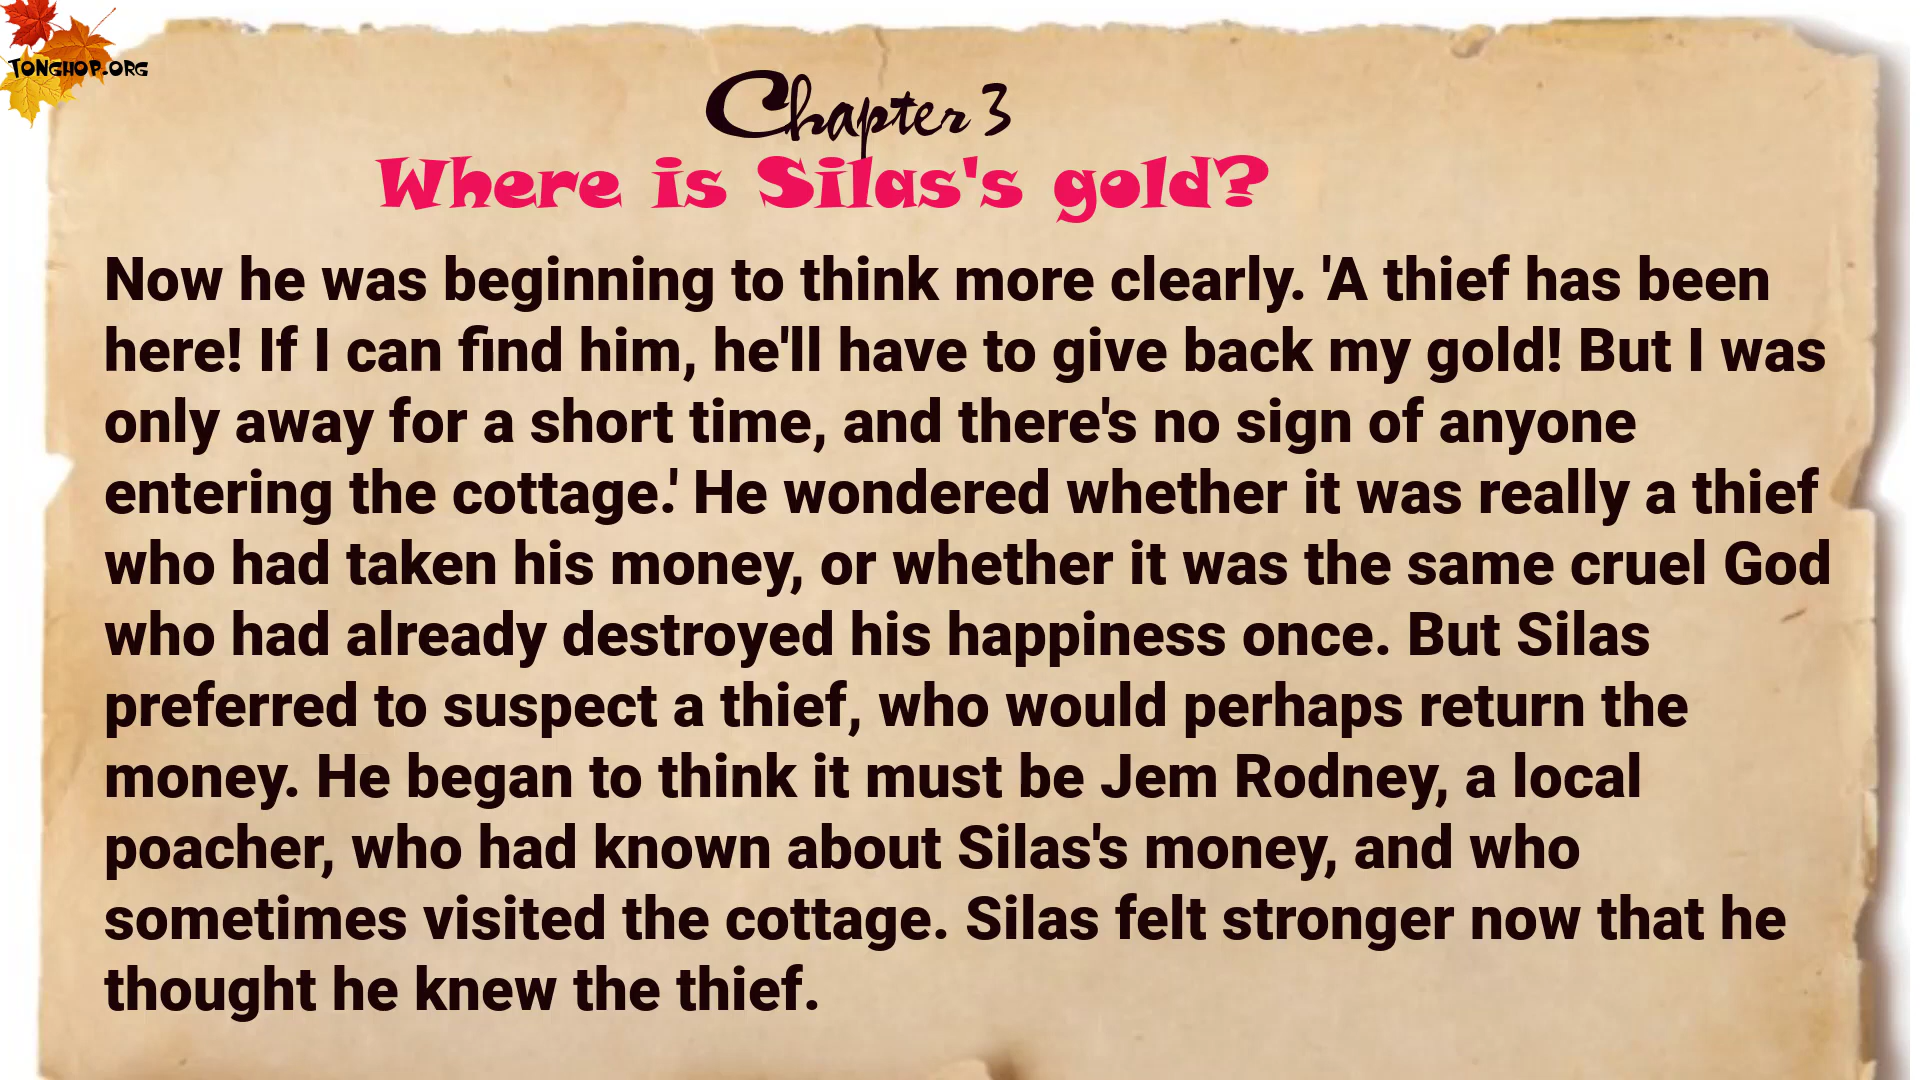 TONGHOP.ORG
Chapter 3
Where is Silas's gold?
Now he was beginning to think more clearly. 'A thief has been
here! If I can find him, he'll have to give back my gold! But I was
only away for a short time, and there's no sign of anyone
entering the cottage.' He wondered whether it was really a thief
who had taken his money, or whether it was the same cruel God
who had already destroyed his happiness once. But Silas
preferred to suspect a thief, who would perhaps return the
money. He began to think it must be Jem Rodney, a local
poacher, who had known about Silas's money, and who
sometimes visited the cottage. Silas felt stronger now that he
thought he knew the thief.